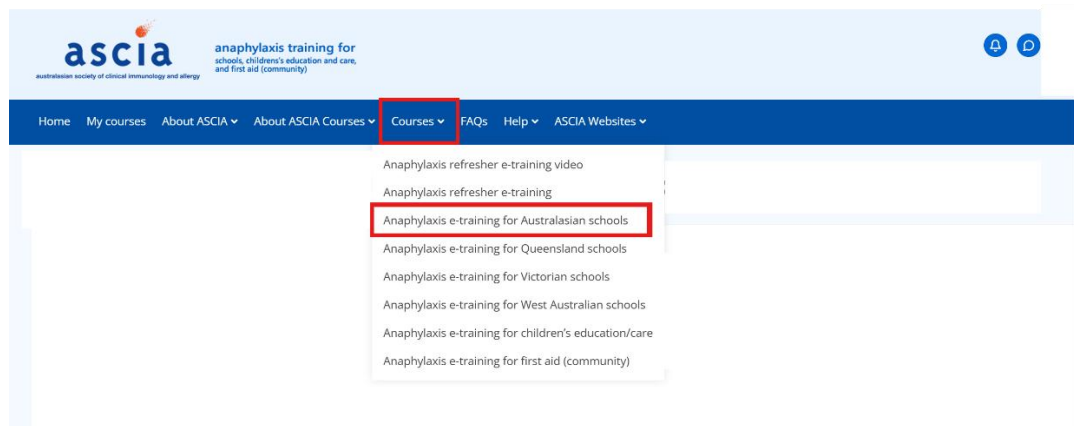 ascia
australasian society of clinical immunology and allergy
anaphylaxis training for
schools, childrens's education and care,
and first aid (community)
Home My courses About ASCIA About ASCIA Courses Courses FAQs Help ASCIA Websites
Anaphylaxis refresher e-training video
Anaphylaxis refresher e-training
Anaphylaxis e-training for Australasian schools
Anaphylaxis e-training for Queensland schools
Anaphylaxis e-training for Victorian schools
Anaphylaxis e-training for West Australian schools
Anaphylaxis e-training for children's education/care
Anaphylaxis e-training for first aid (community)